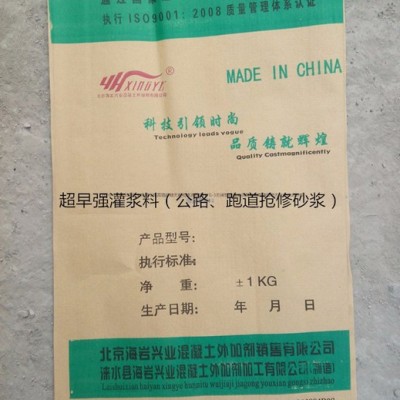 执行 ISO9001：2008 质量管理体系认证
XINGYE®
MADE IN CHINA
科技引领时尚
Technology leads vogue
品质铸就辉煌
Quality Castmagnificently
超早强灌浆料（公路、跑道抢修砂浆）
产品型号：
执行标准：
净 重： ±1KG
生产日期： 年 月 日
北京海岩兴业混凝土外加剂销售有限公司
涞水县海岩兴业混凝土外加剂加工有限公司(制造)